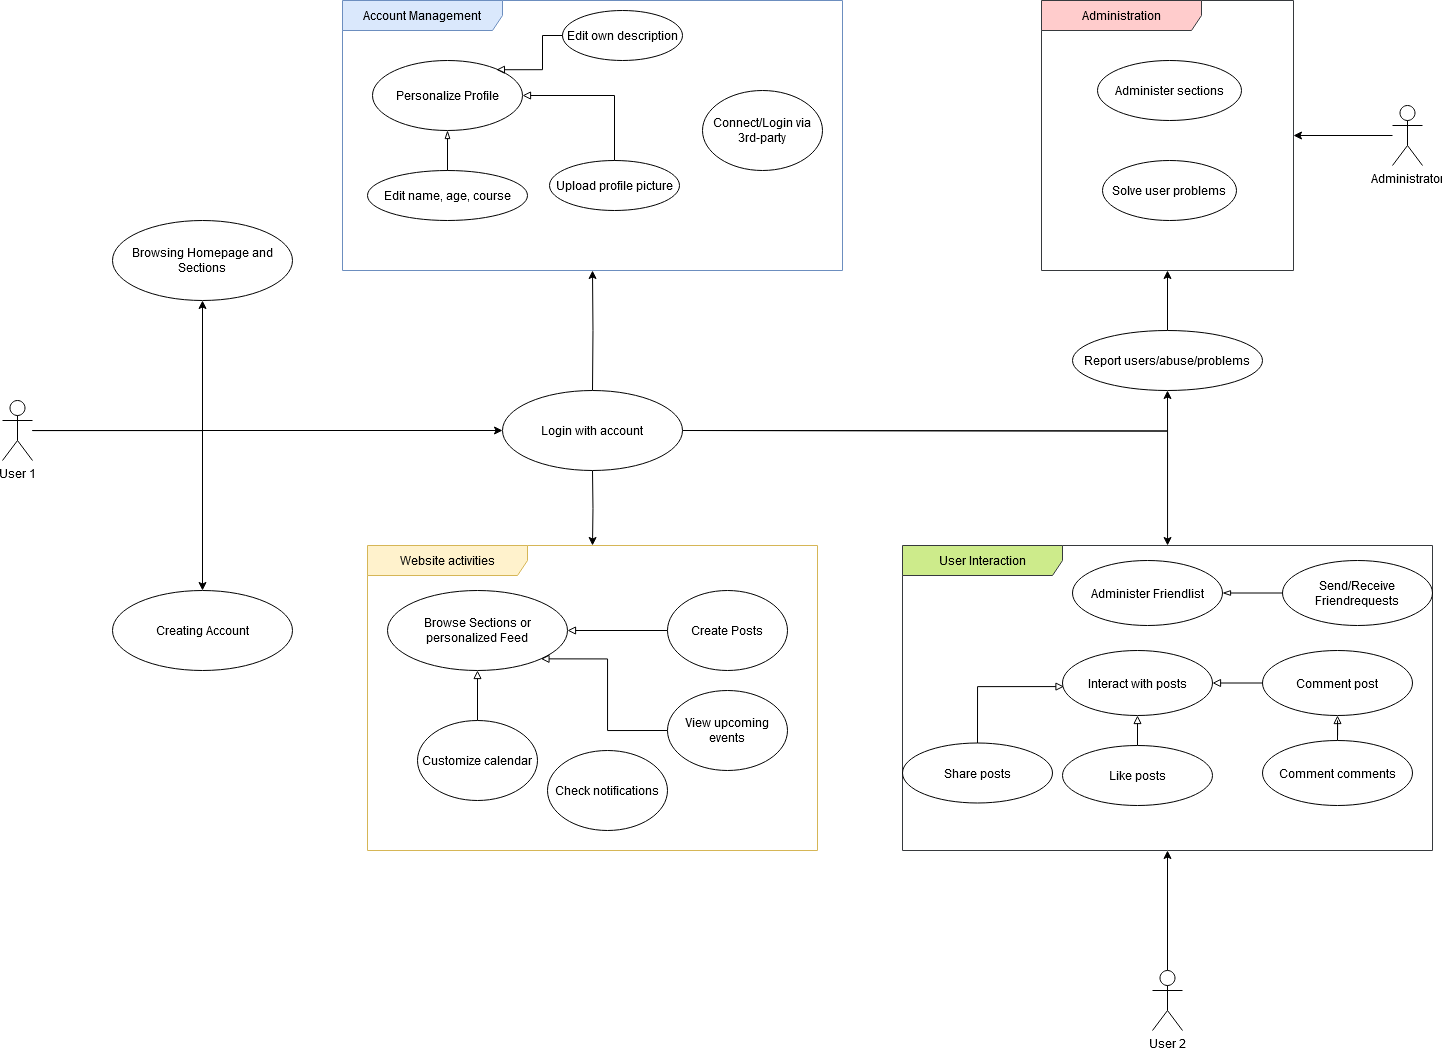 Account Management
Edit own description
Personalize Profile
Connect/Login via
3rd-party
Edit name, age, course
Upload profile picture
Administration
Administer sections
Solve user problems
Administrator
Browsing Homepage and
Sections
Report users/abuse/problems
User 1
Login with account
Creating Account
Website activities
Browse Sections or
personalized Feed
Create Posts
View upcoming
events
Customize calendar
Check notifications
User Interaction
Administer Friendlist
Send/Receive
Friendrequests
Interact with posts
Comment post
Share posts
Like posts
Comment comments
User 2